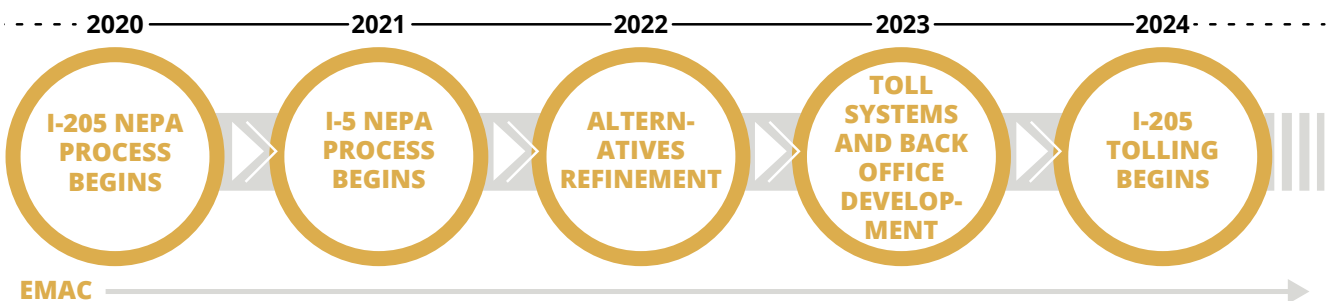 2020 2021 2022 2023 2024
I-205 NEPA
PROCESS
BEGINS
I-5 NEPA
PROCESS
BEGINS
ALTERN-
ATIVES
REFINEMENT
TOLL
SYSTEMS
AND BACK
OFFICE
DEVELOP-
MENT
I-205
TOLLING
BEGINS
EMAC